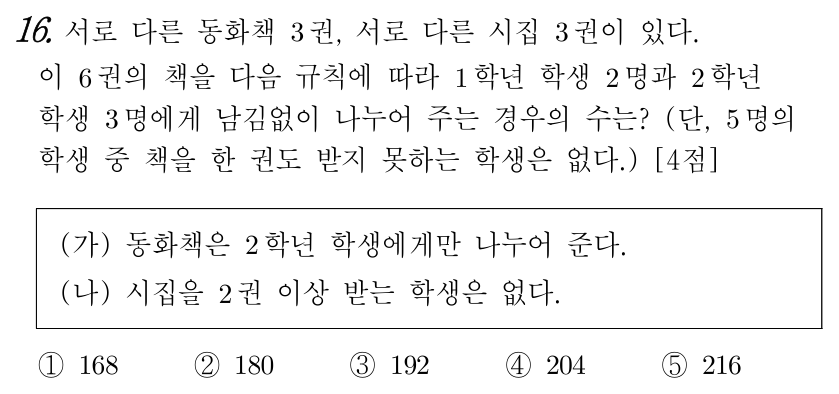 16. 서로 다른 동화책 3권, 서로 다른 시집 3권이 있다.
이 6권의 책을 다음 규칙에 따라 1학년 학생 2명과 2학년
학생 3명에게 남김없이 나누어 주는 경우의 수는? (단, 5명의
학생 중 책을 한 권도 받지 못하는 학생은 없다.) [4점]
(가) 동화책은 2학년 학생에게만 나누어 준다.
(나) 시집을 2권 이상 받는 학생은 없다.
① 168 ② 180 ③ 192 ④ 204 ⑤ 216